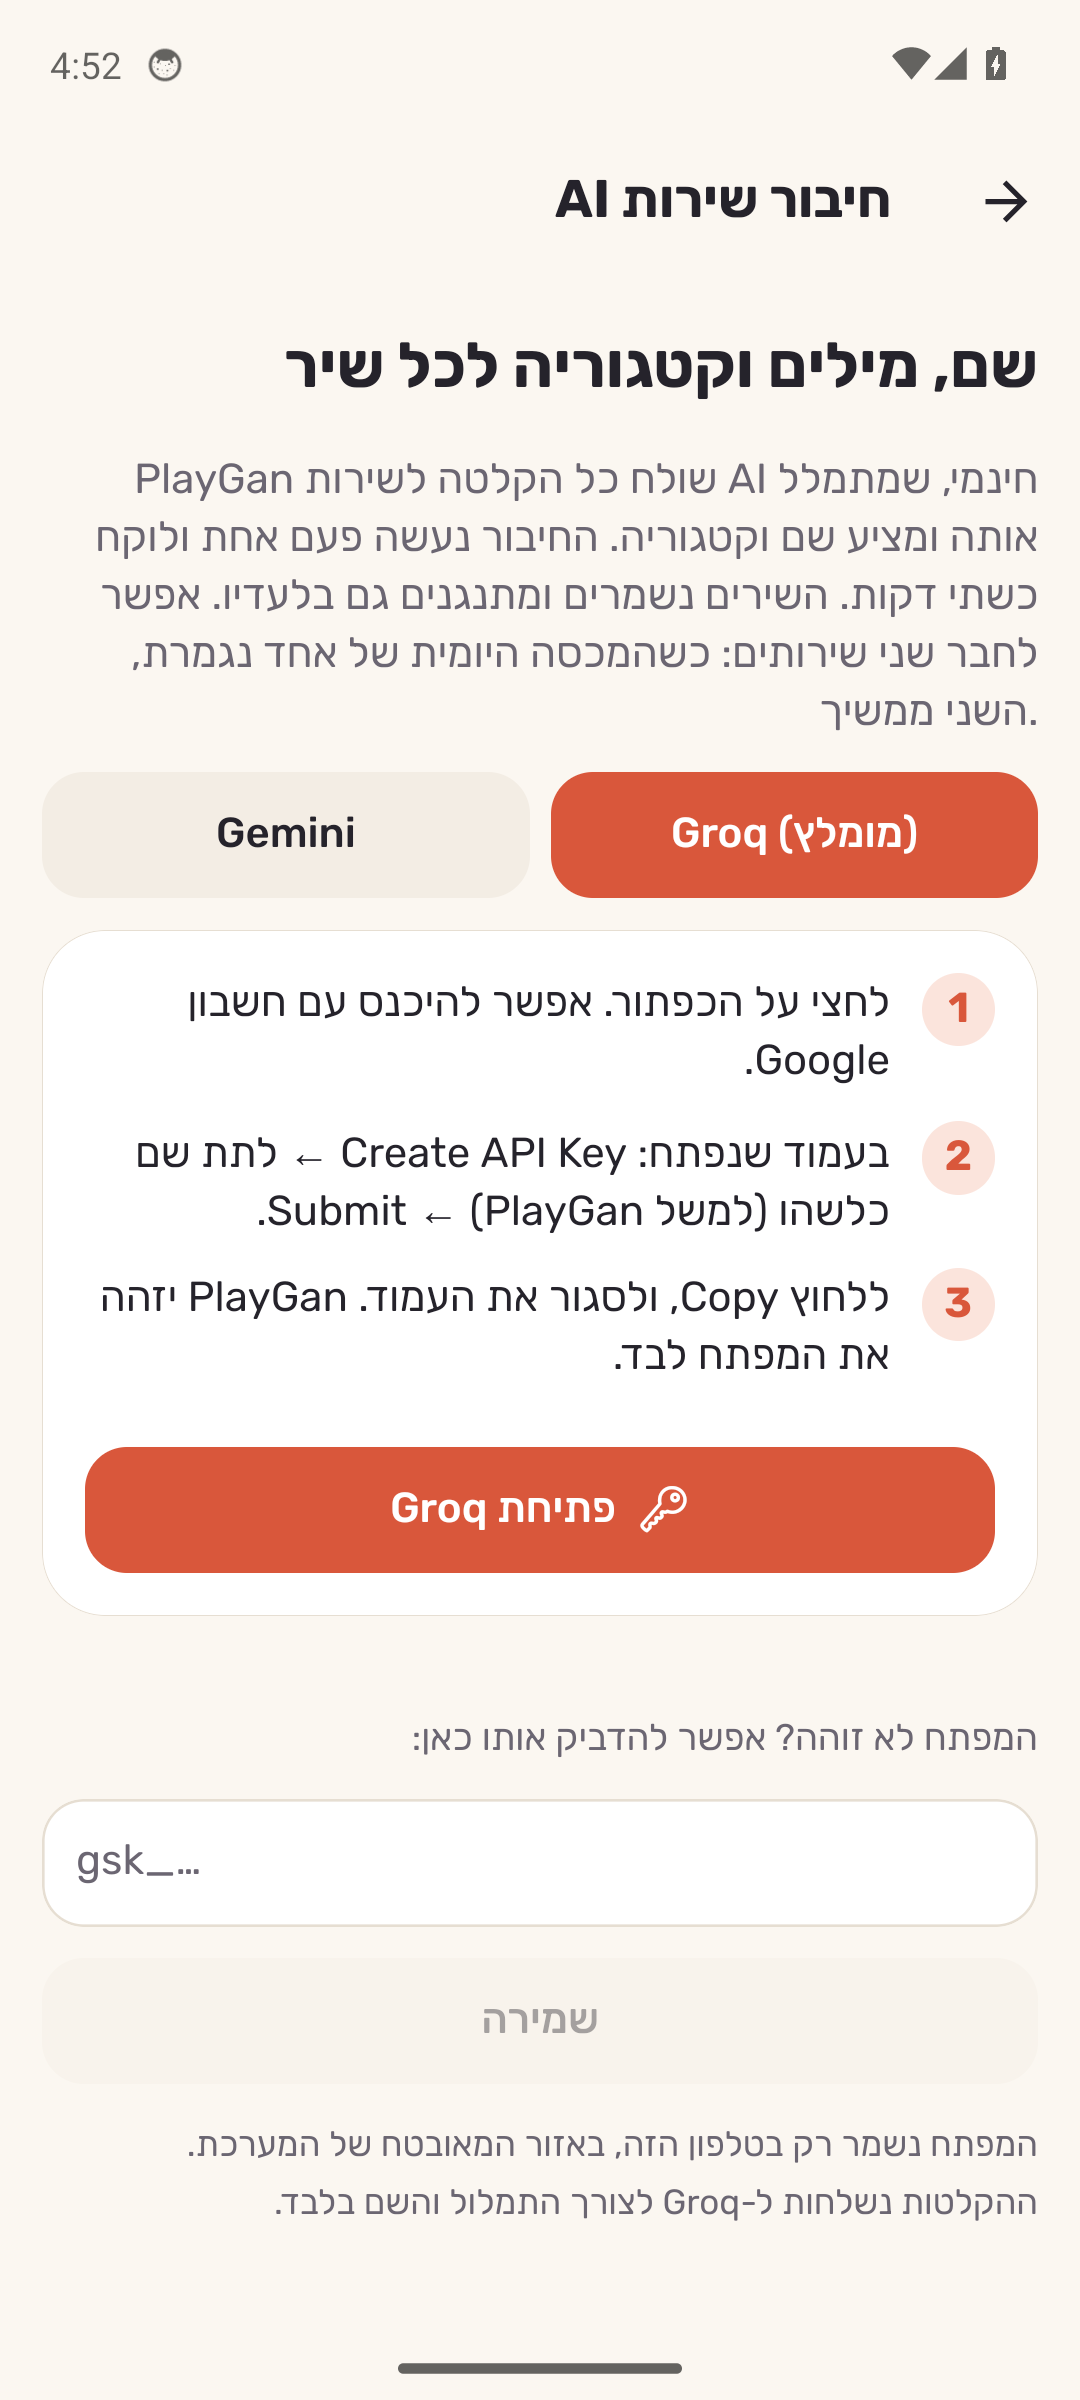 4:52
חיבור שירות AI
שם, מילים וקטגוריה לכל שיר
PlayGan שולח כל הקלטה לשירות AI חינמי, שמתמלל
אותה ומציע שם וקטגוריה. החיבור נעשה פעם אחת ולוקח
כשתי דקות. השירים נשמרים ומתנגנים גם בלעדיו. אפשר
לחבר שני שירותים: כשהמכסה היומית של אחד נגמרת,
השני ממשיך.
Groq (מומלץ)
Gemini
1 לחצי על הכפתור. אפשר להיכנס עם חשבון
Google.
2 בעמוד שנפתח: Create API Key ← לתת שם
כלשהו (למשל PlayGan) ← Submit.
3 ללחוץ Copy, ולסגור את העמוד. PlayGan יזהה
את המפתח לבד.
פתיחת Groq
המפתח לא זוהה? אפשר להדביק אותו כאן:
gsk_…
שמירה
המפתח נשמר רק בטלפון הזה, באזור המאובטח של המערכת.
ההקלטות נשלחות ל-Groq לצורך התמלול והשם בלבד.